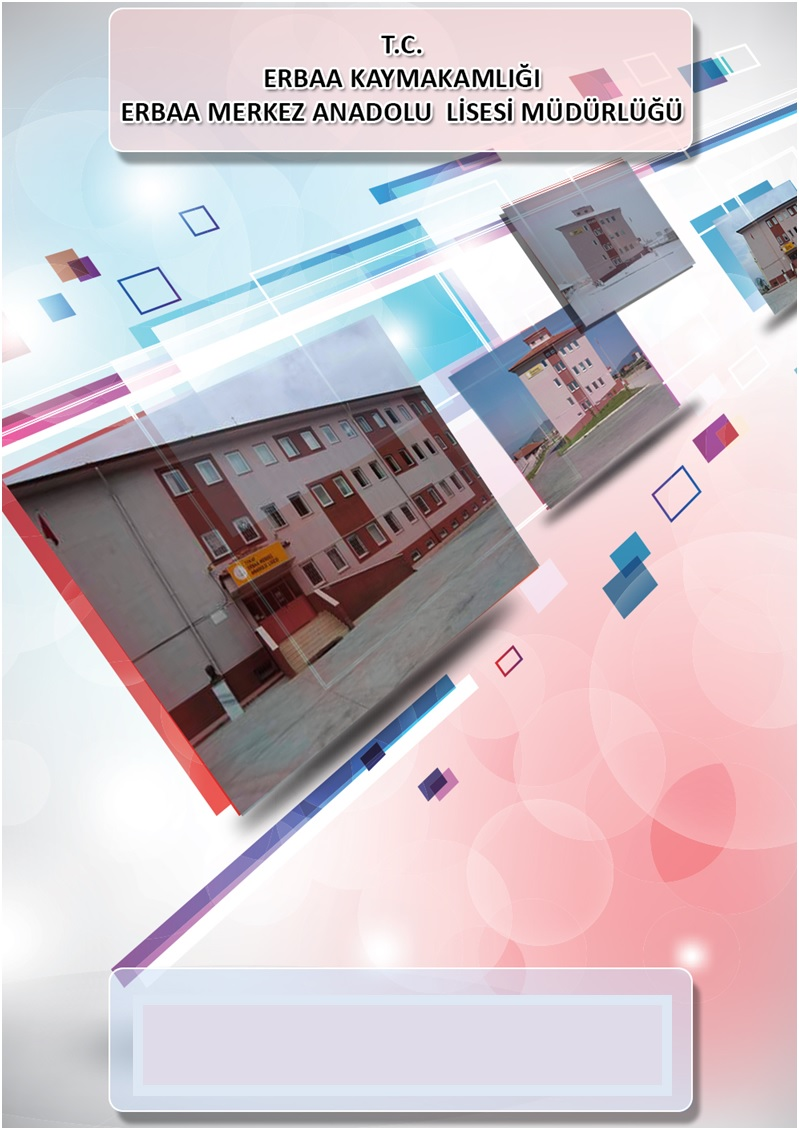 T.C.
ERBAA KAYMAKAMLIĞI
ERBAA MERKEZ ANADOLU LİSESİ MÜDÜRLÜĞÜ